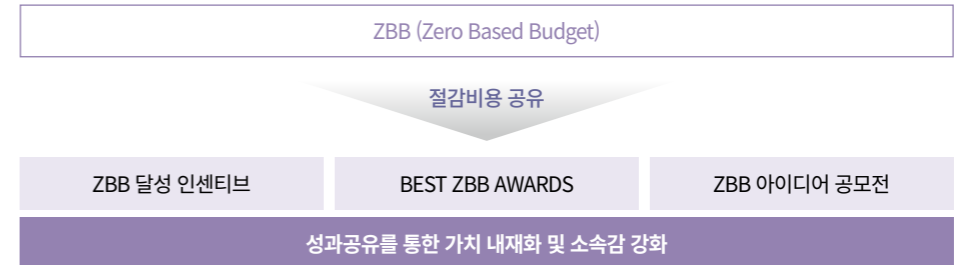 ZBB (Zero Based Budget)
절감비용 공유
ZBB 달성 인센티브
BEST ZBB AWARDS
ZBB 아이디어 공모전
성과공유를 통한 가치 내재화 및 소속감 강화